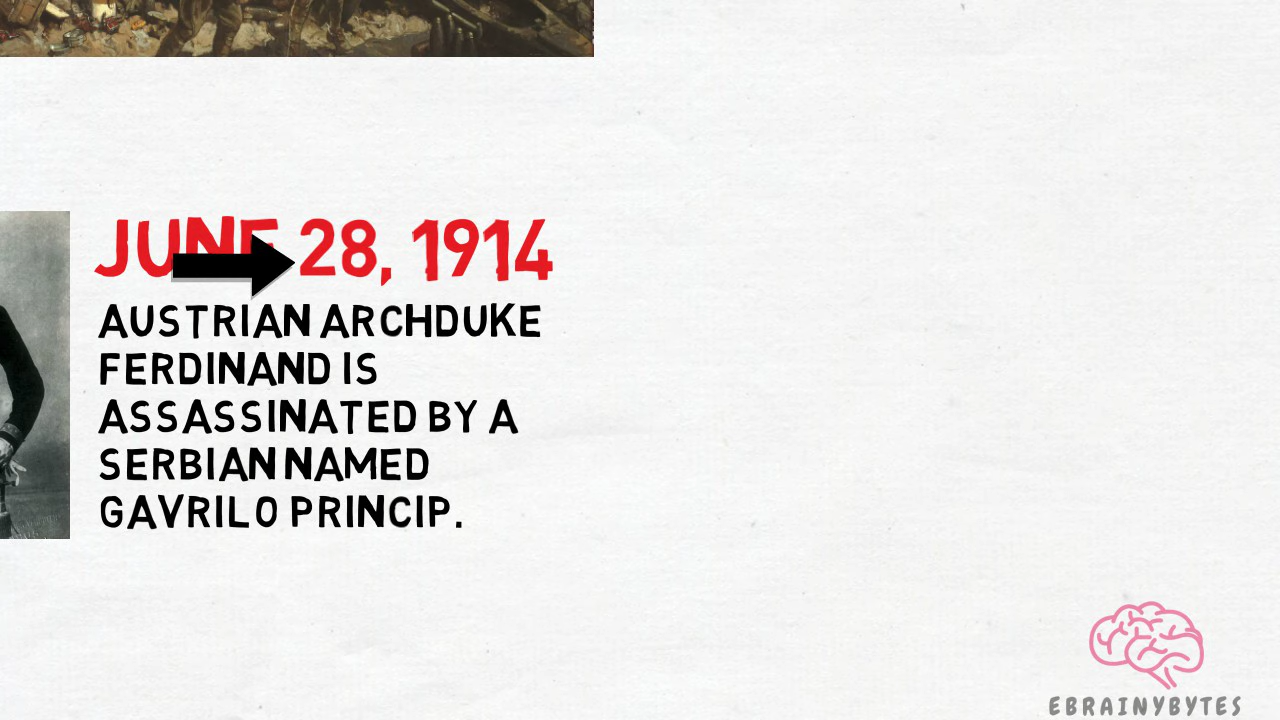 JUNE 28, 1914
AUSTRIAN ARCHDUKE
FERDINAND IS
ASSASSINATED BY A
SERBIAN NAMED
GAVRILO PRINCIP.
EBRAINYBYTES